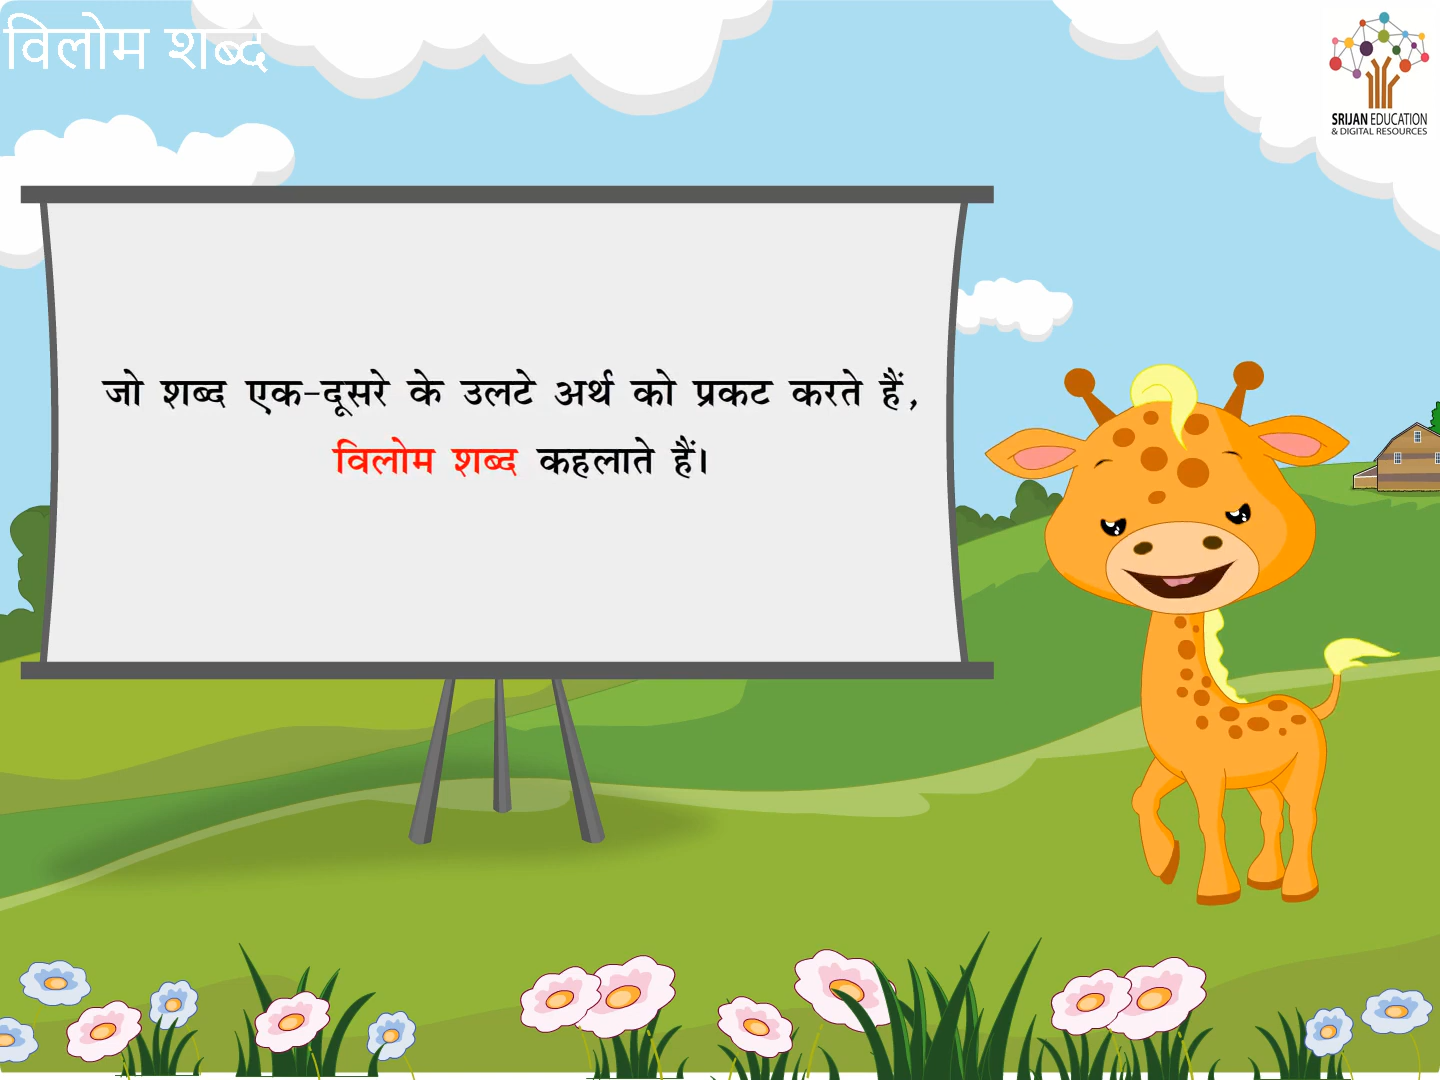 विलोम शब्द
SRIJAN EDUCATION
& DIGITAL RESOURCES
जो शब्द एक-दूसरे के उलटे अर्थ को प्रकट करते हैं,
विलोम शब्द कहलाते हैं।